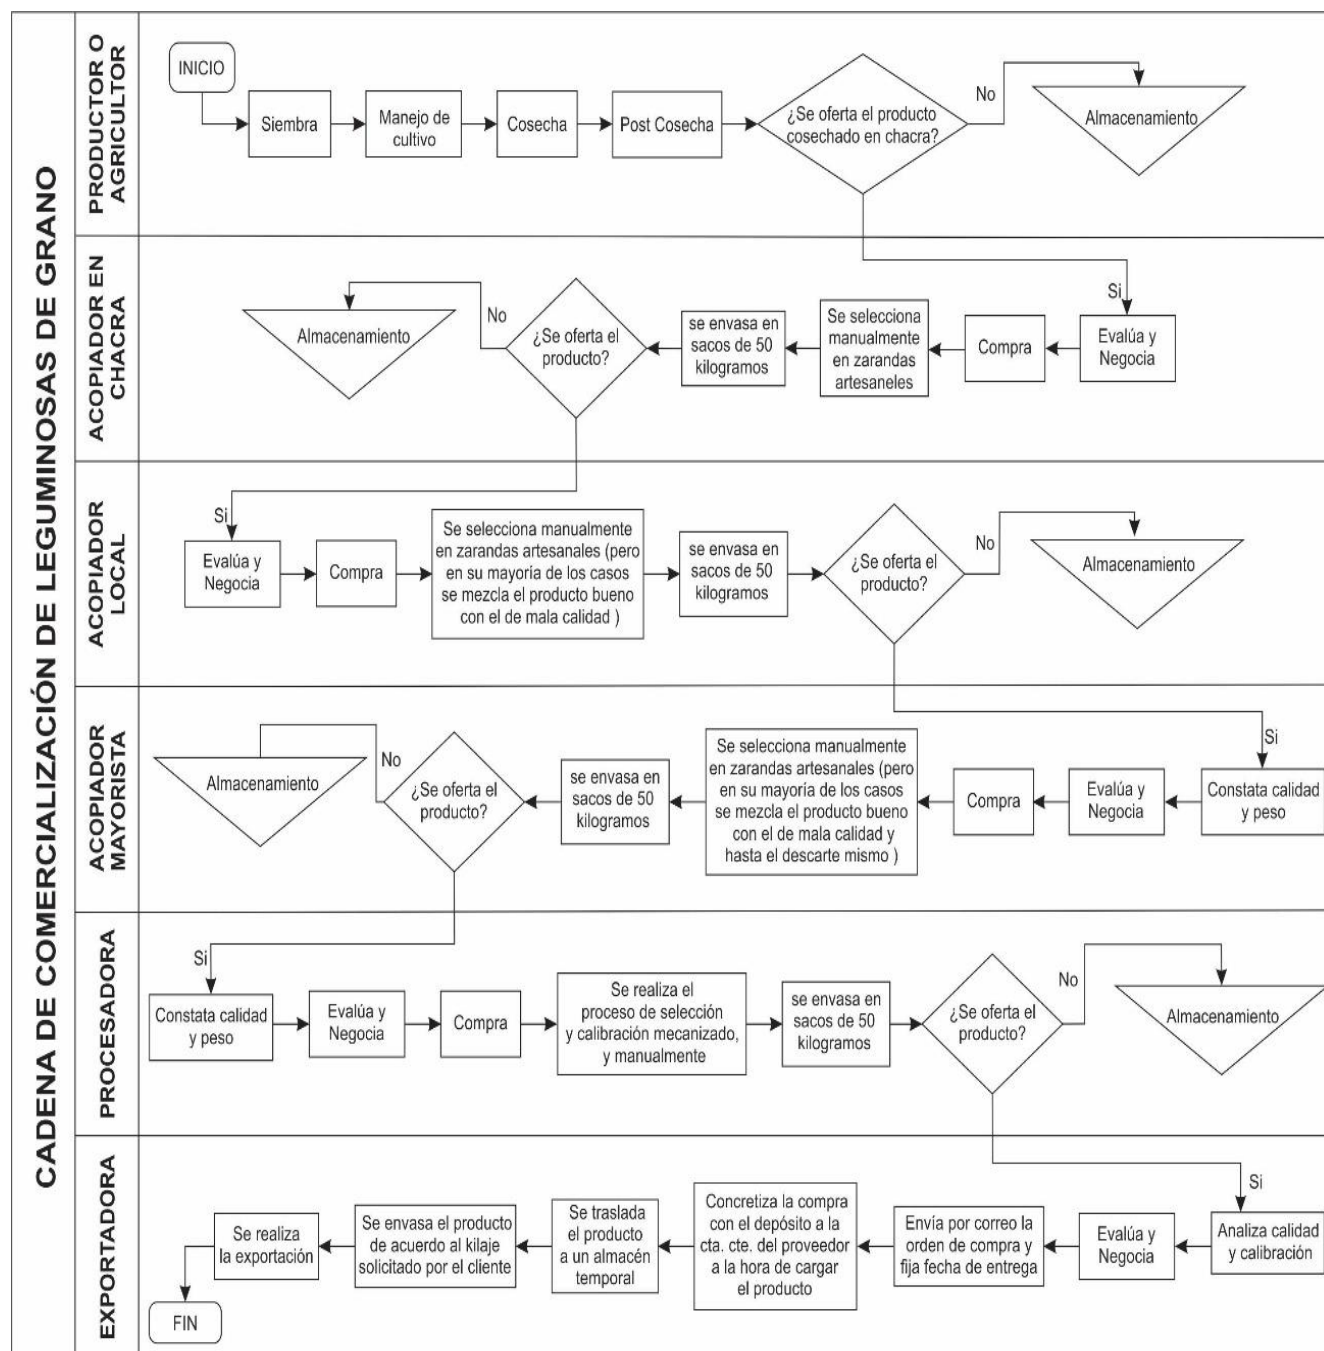 CADENA DE COMERCIALIZACIÓN DE LEGUMINOSAS DE GRANO
PRODUCTOR O
AGRICULTOR
INICIO
Siembra
Manejo de
cultivo
Cosecha
Post Cosecha
¿Se oferta el producto
cosechado en chacra?
No
Almacenamiento
ACOPIADOR EN
CHACRA
Si
Evalúa y
Negocia
Compra
Se selecciona
manualmente
en zarandas
artesaneles
se envasa en
sacos de 50
kilogramos
¿Se oferta el
producto?
No
Almacenamiento
ACOPIADOR
LOCAL
Si
Evalúa y
Negocia
Compra
Se selecciona manualmente
en zarandas artesanales (pero
en su mayoría de los casos
se mezcla el producto bueno
con el de mala calidad )
se envasa en
sacos de 50
kilogramos
¿Se oferta el
producto?
No
Almacenamiento
ACOPIADOR
MAYORISTA
Si
Constata calidad
y peso
Evalúa y
Negocia
Compra
Se selecciona manualmente
en zarandas artesanales (pero
en su mayoría de los casos
se mezcla el producto bueno
con el de mala calidad y
hasta el descarte mismo )
se envasa en
sacos de 50
kilogramos
¿Se oferta el
producto?
No
Almacenamiento
PROCESADORA
Si
Constata calidad
y peso
Evalúa y
Negocia
Compra
Se realiza el
proceso de selección
y calibración mecanizado,
y manualmente
se envasa en
sacos de 50
kilogramos
¿Se oferta el
producto?
No
Almacenamiento
EXPORTADORA
Si
Analiza calidad
y calibración
Evalúa y
Negocia
Envía por correo la
orden de compra y
fija fecha de entrega
Concretiza la compra
con el depósito a la
cta. cte. del proveedor
a la hora de cargar
el producto
Se traslada
el producto
a un almacén
temporal
Se envasa el producto
de acuerdo al kilaje
solicitado por el cliente
Se realiza
la exportación
FIN